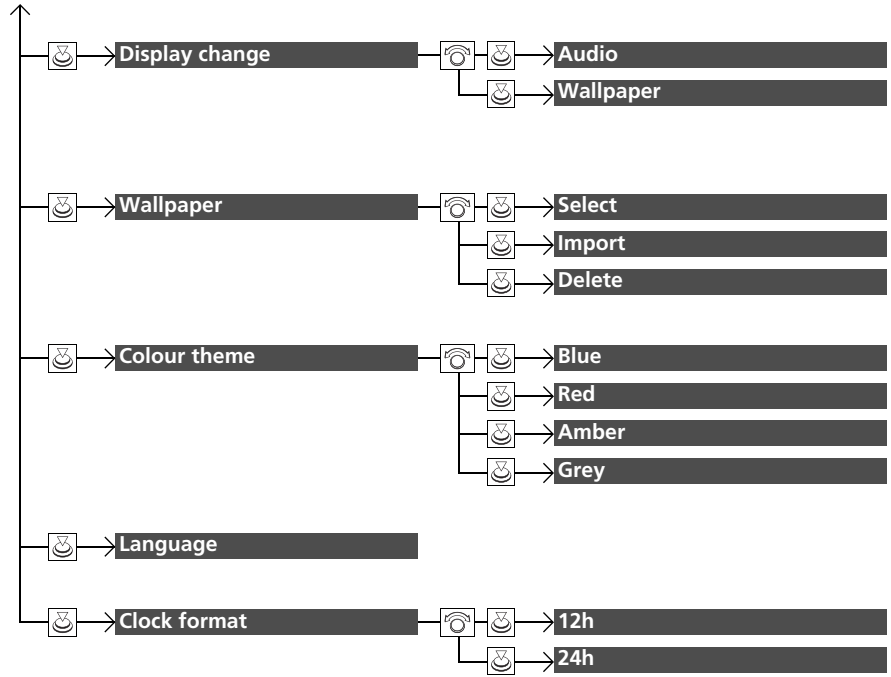 Display change
Audio
Wallpaper
Wallpaper
Select
Import
Delete
Colour theme
Blue
Red
Amber
Grey
Language
Clock format
12h
24h